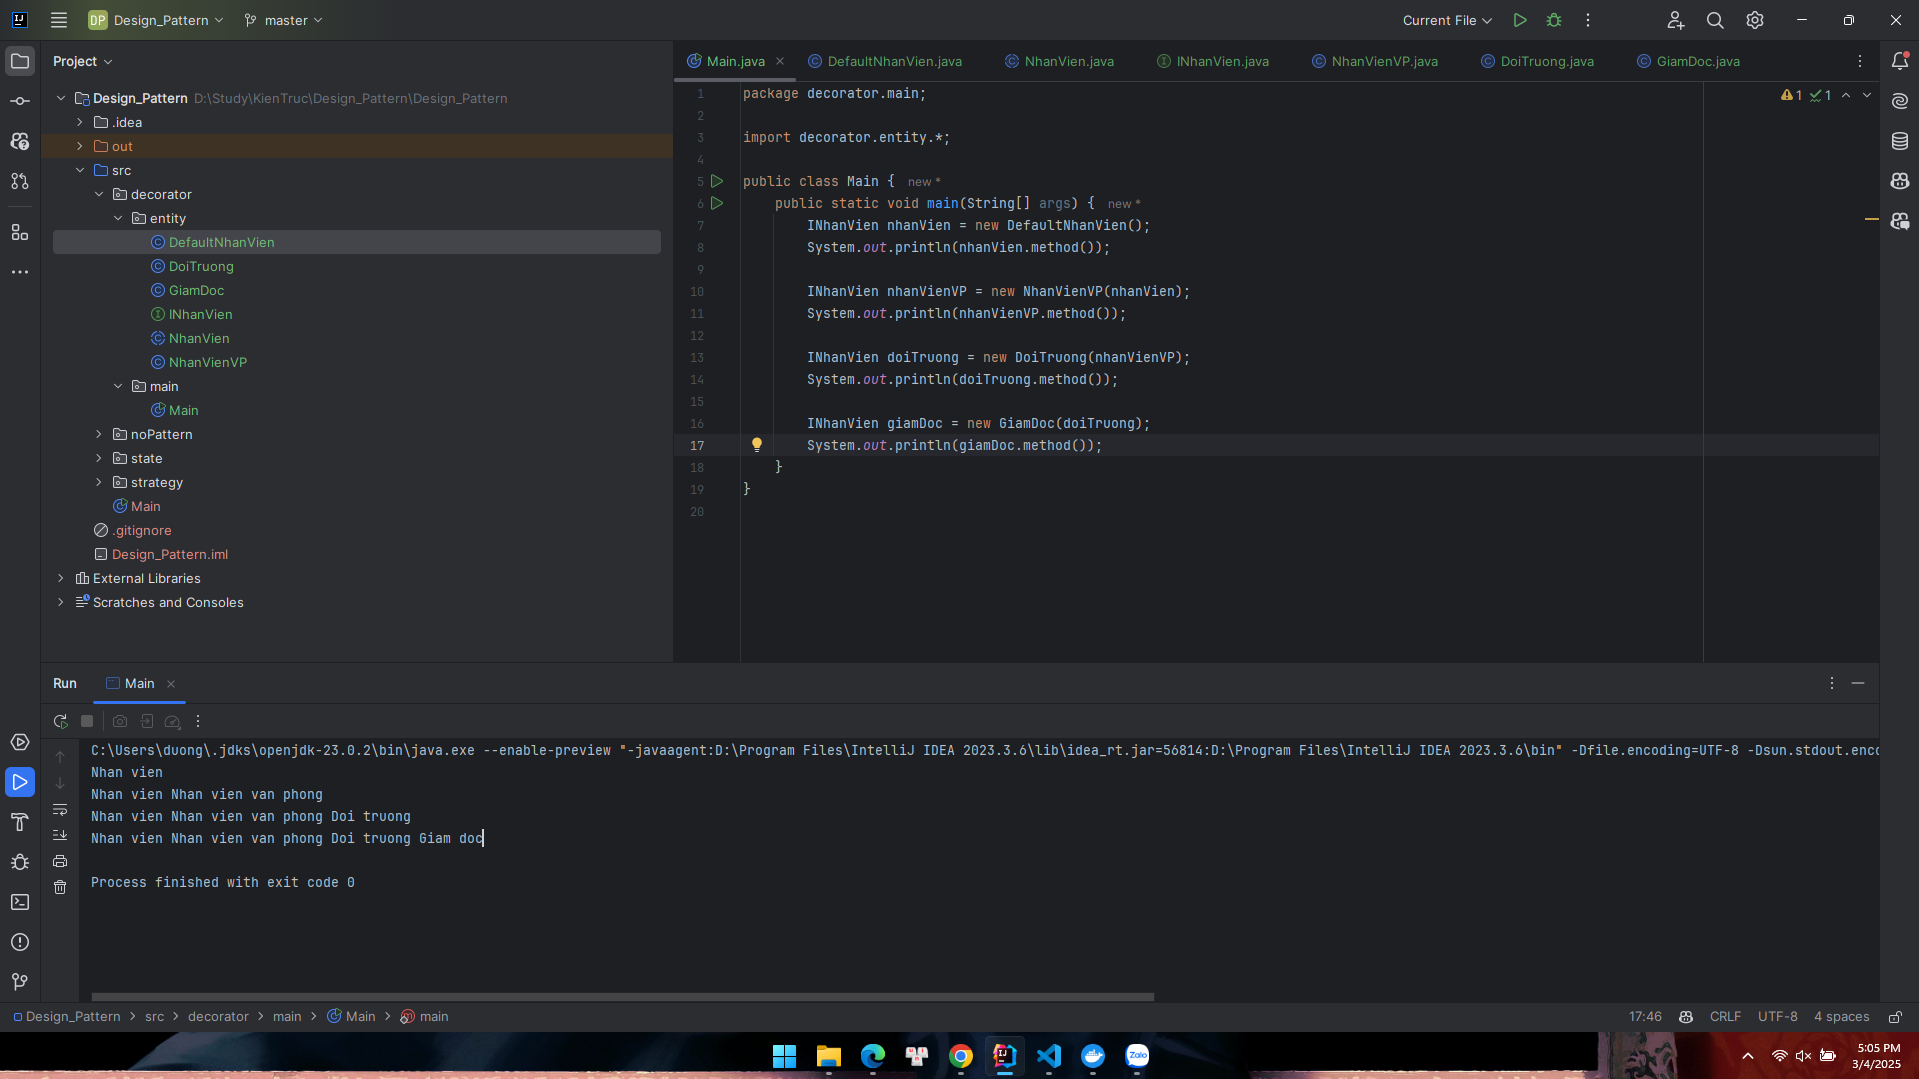 DP Design_Pattern master Current File
Project
Design_Pattern D:\Study\KienTruc\Design_Pattern\Design_Pattern
.idea
out
src
decorator
entity
DefaultNhanVien
DoiTruong
GiamDoc
INhanVien
NhanVien
NhanVienVP
main
Main
noPattern
state
strategy
Main
.gitignore
Design_Pattern.iml
External Libraries
Scratches and Consoles
Main.java DefaultNhanVien.java NhanVien.java INhanVien.java NhanVienVP.java DoiTruong.java GiamDoc.java
1 package decorator.main; 1 1
2
3 import decorator.entity.*;
4
5 public class Main { new *
6 public static void main(String[] args) { new *
7 INhanVien nhanVien = new DefaultNhanVien();
8 System.out.println(nhanVien.method());
9
10 INhanVien nhanVienVP = new NhanVienVP(nhanVien);
11 System.out.println(nhanVienVP.method());
12
13 INhanVien doiTruong = new DoiTruong(nhanVienVP);
14 System.out.println(doiTruong.method());
15
16 INhanVien giamDoc = new GiamDoc(doiTruong);
17 System.out.println(giamDoc.method());
18 }
19 }
20
Run Main
C:\Users\duong\.jdks\openjdk-23.0.2\bin\java.exe --enable-preview "-javaagent:D:\Program Files\IntelliJ IDEA 2023.3.6\lib\idea_rt.jar=56814:D:\Program Files\IntelliJ IDEA 2023.3.6\bin" -Dfile.encoding=UTF-8 -Dsun.stdout.enco
Nhan vien
Nhan vien Nhan vien van phong
Nhan vien Nhan vien van phong Doi truong
Nhan vien Nhan vien van phong Doi truong Giam doc
Process finished with exit code 0
Design_Pattern > src > decorator > main > Main > main 17:46 CRLF UTF-8 4 spaces
Zalo
5:05 PM
3/4/2025